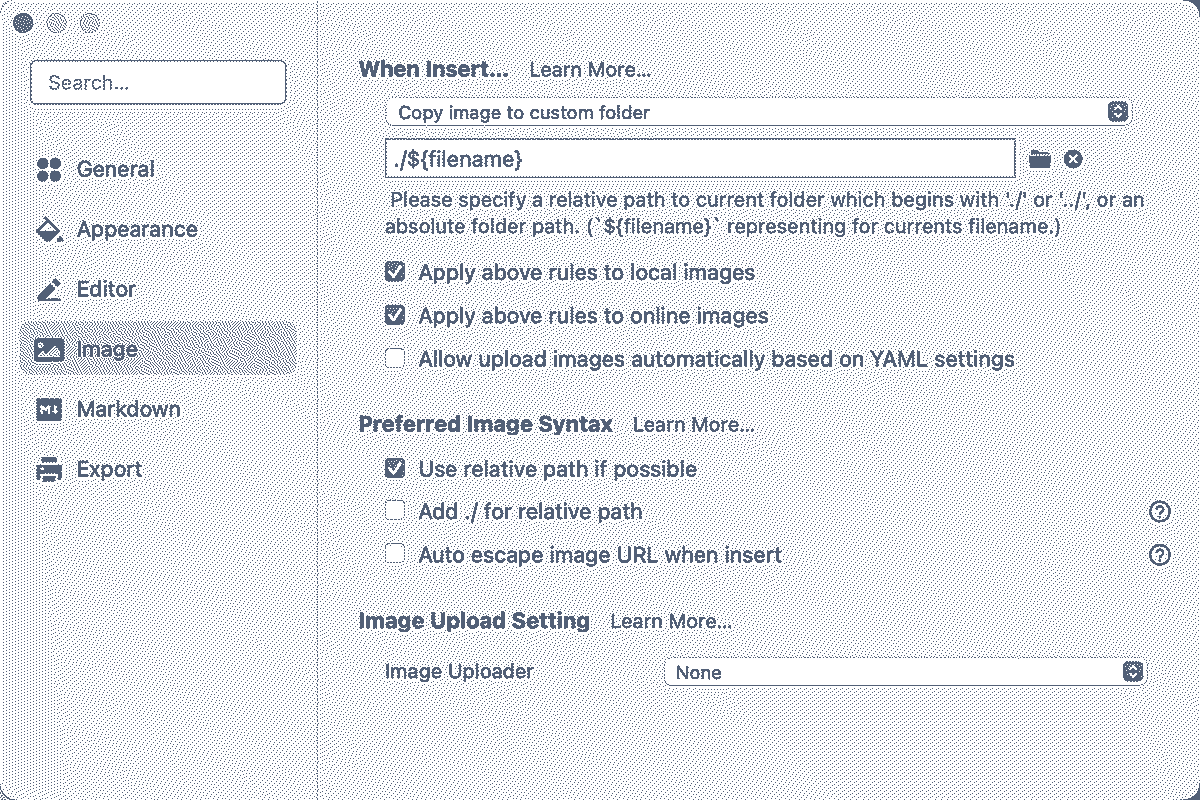 Search...
General
Appearance
Editor
Image
Markdown
Export
When Insert... Learn More...
Copy image to custom folder
./${filename}
Please specify a relative path to current folder which begins with './' or '../', or an
absolute folder path. (`${filename}` representing for currents filename.)
Apply above rules to local images
Apply above rules to online images
Allow upload images automatically based on YAML settings
Preferred Image Syntax Learn More...
Use relative path if possible
Add ./ for relative path
Auto escape image URL when insert
Image Upload Setting Learn More...
Image Uploader None